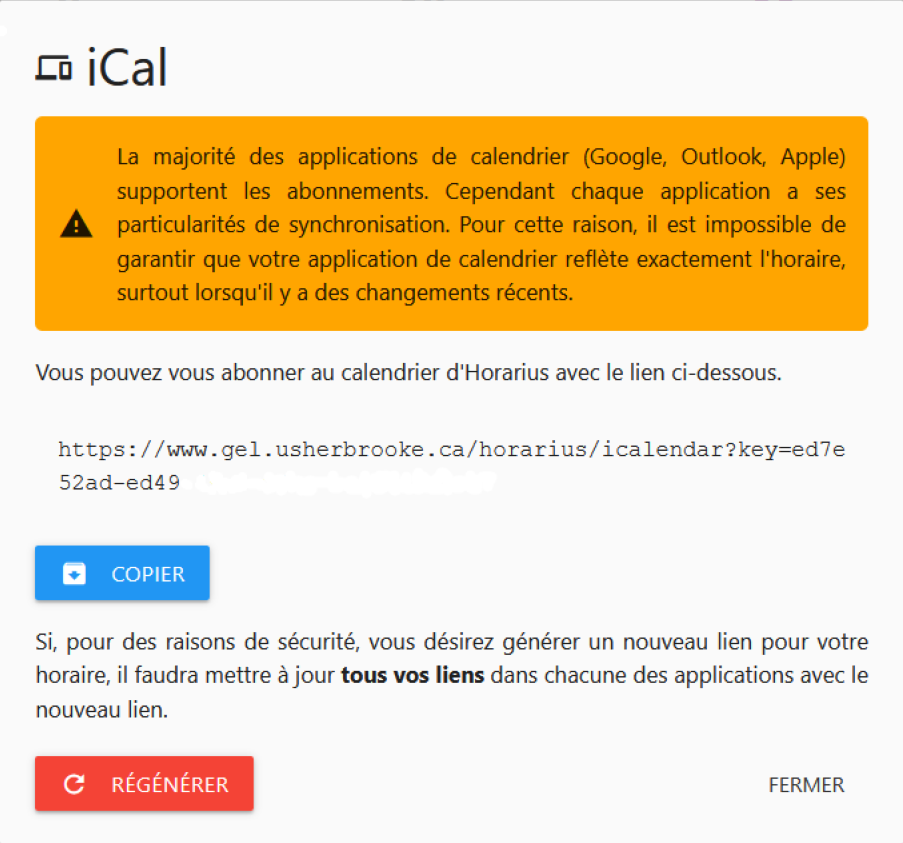 iCal
La majorité des applications de calendrier (Google, Outlook, Apple)
supportent les abonnements. Cependant chaque application a ses
particularités de synchronisation. Pour cette raison, il est impossible de
garantir que votre application de calendrier reflète exactement l'horaire,
surtout lorsqu'il y a des changements récents.
Vous pouvez vous abonner au calendrier d'Horarius avec le lien ci-dessous.
https://www.gel.usherbrooke.ca/horarius/icalendar?key=ed7e
52ad-ed49
COPIER
Si, pour des raisons de sécurité, vous désirez générer un nouveau lien pour votre
horaire, il faudra mettre à jour tous vos liens dans chacune des applications avec le
nouveau lien.
RÉGÉNÉRER
FERMER